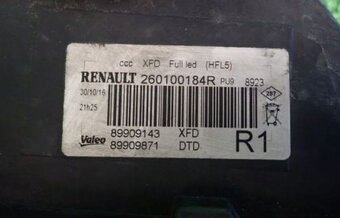 ccc XFD Full led (HFL5)
RENAULT 260100184R PU9 8923
30/10/16
21h25
287
Valeo 89909143 XFD
89909871 DTD
R1